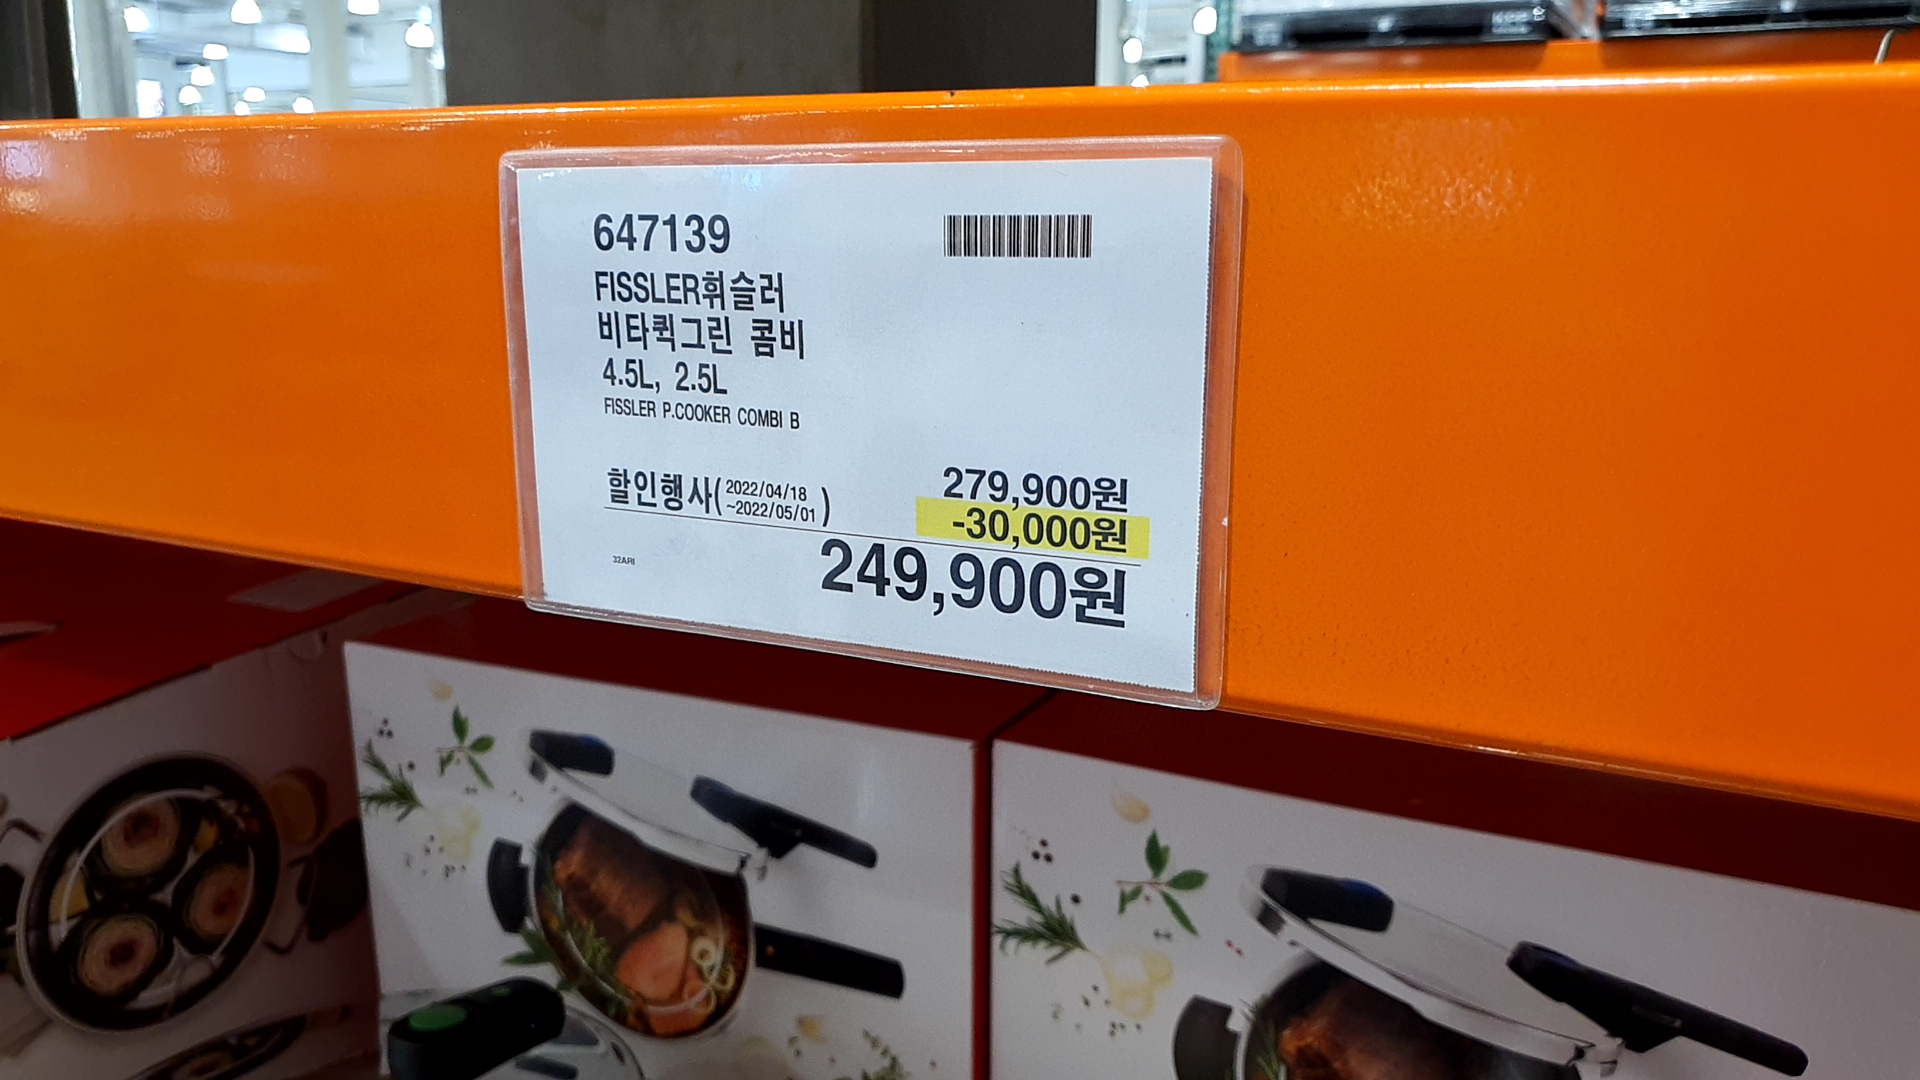 647139
FISSLER휘슬러
비타퀵그린 콤비
4.5L, 2.5L
FISSLER P.COOKER COMBI B
할인행사(2022/04/18
~2022/05/01)
279,900원
-30,000원
249,900원
32ARI